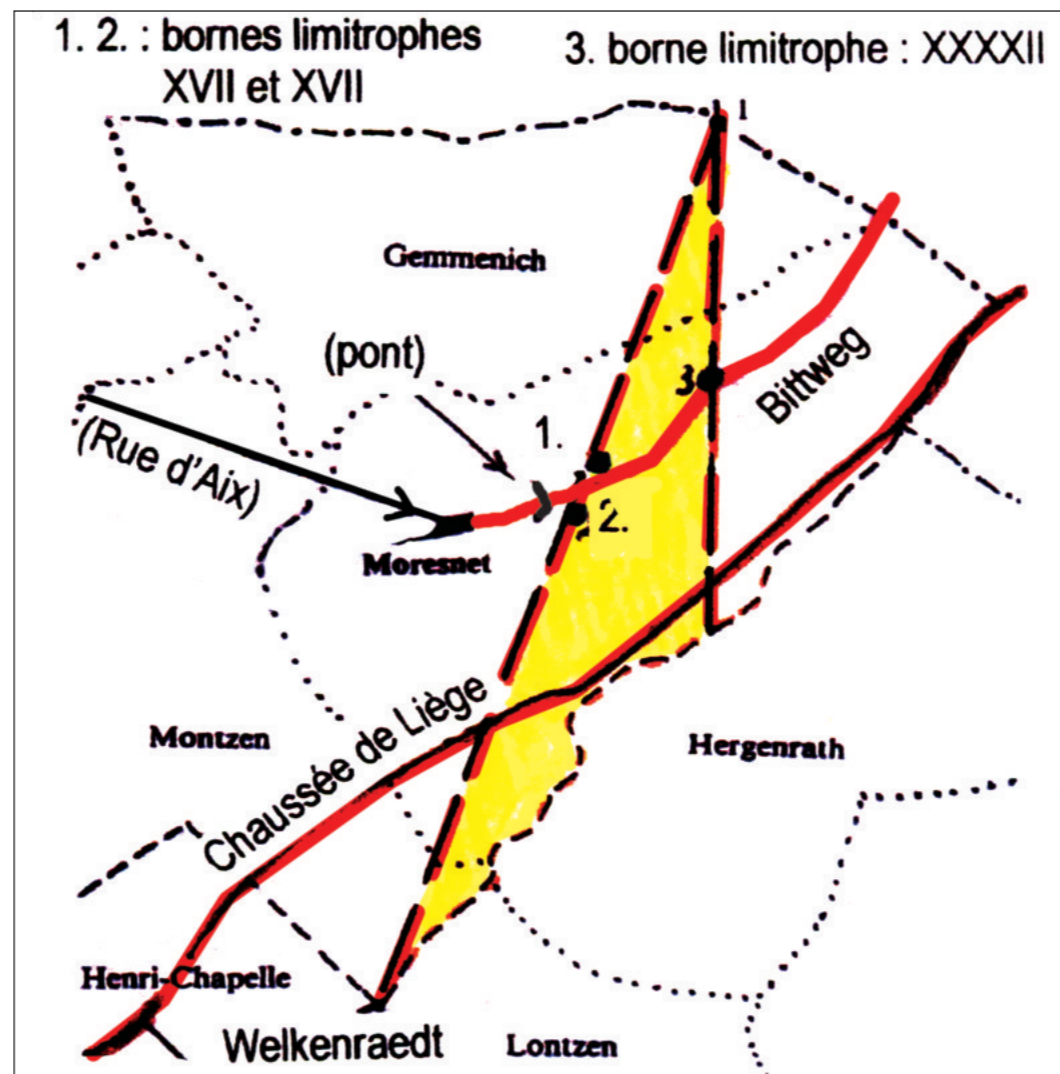 1. 2. : bornes limitrophes
XVII et XVII
3. borne limitrophe : XXXXII
1
Gemmenich
(pont)
3
Bittweg
1.
(Rue d'Aix)
2.
Moresnet
Chaussée de Liège
Montzen
Hergenrath
Henri-Chapelle
Welkenraedt
Lontzen